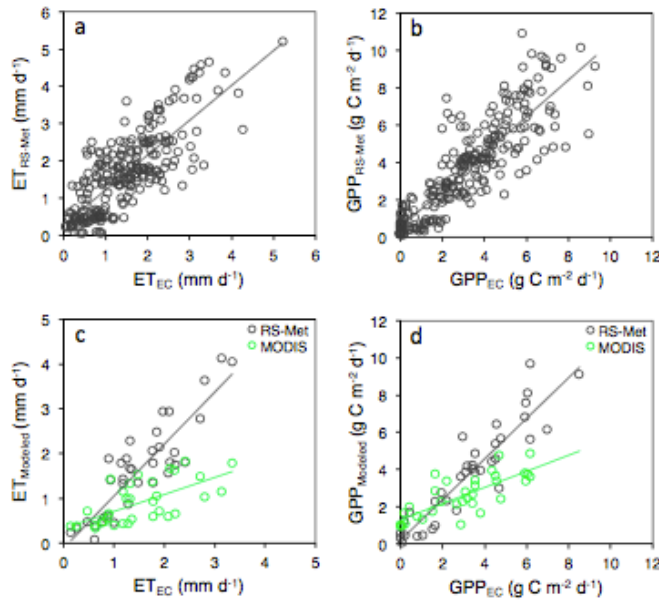 a
ET_RS-Met (mm d⁻¹)
6
5
4
3
2
1
0
0 1 2 3 4 5 6
ET_EC (mm d⁻¹)
b
GPP_RS-Met (g C m⁻² d⁻¹)
12
10
8
6
4
2
0
0 2 4 6 8 10 12
GPP_EC (g C m⁻² d⁻¹)
c
RS-Met
MODIS
ET_Modeled (mm d⁻¹)
5
4
3
2
1
0
0 1 2 3 4 5
ET_EC (mm d⁻¹)
d
RS-Met
MODIS
GPP_Modeled (g C m⁻² d⁻¹)
12
10
8
6
4
2
0
0 2 4 6 8 10 12
GPP_EC (g C m⁻² d⁻¹)